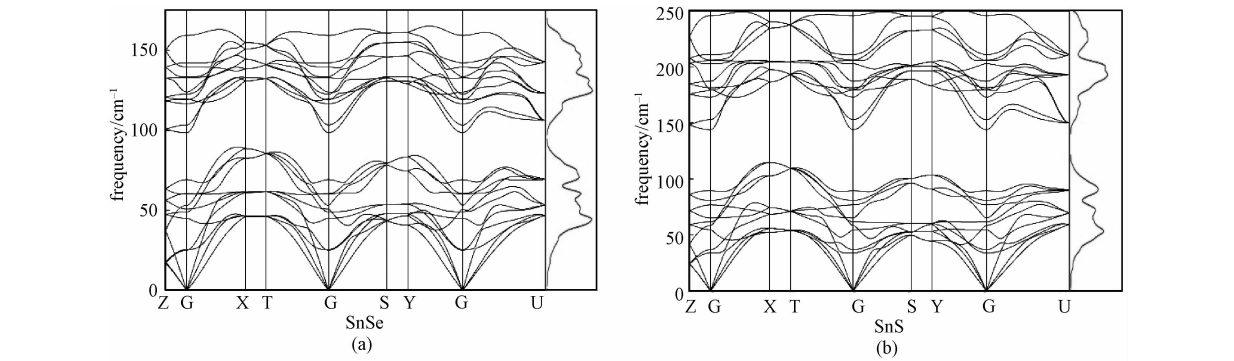 150
100
50
0
frequency/cm⁻¹
Z G X T G S Y G U
SnSe
(a)
250
200
150
100
50
0
frequency/cm⁻¹
Z G X T G S Y G U
SnS
(b)